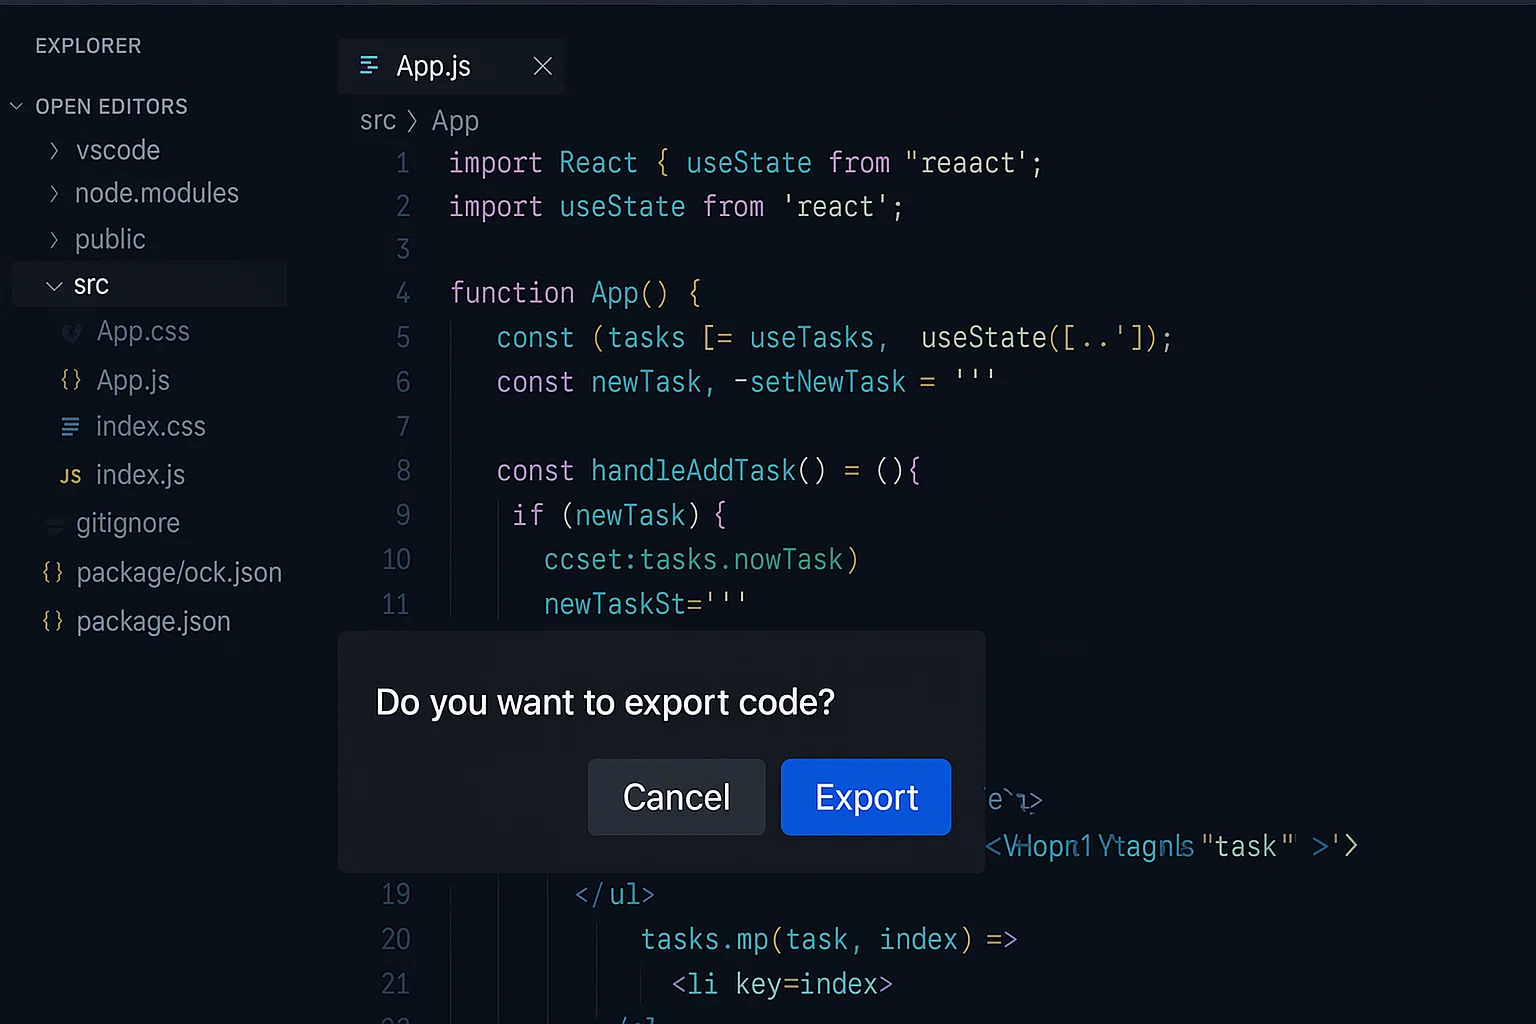 EXPLORER
OPEN EDITORS
vscode
node.modules
public
src
App.css
App.js
index.css
JS index.js
gitignore
{} package/ock.json
{} package.json
App.js
src > App
1 import React { useState from "reaact';
2 import useState from 'react';
3
4 function App() {
5 const (tasks [= useTasks, useState([..']);
6 const newTask, -setNewTask = '''
7
8 const handleAddTask() = (){
9 if (newTask) {
10 ccset:tasks.nowTask)
11 newTaskSt='''
Do you want to export code?
Cancel Export
"task" >'>
19 </ul>
20 tasks.mp(task, index) =>
21 <li key=index>